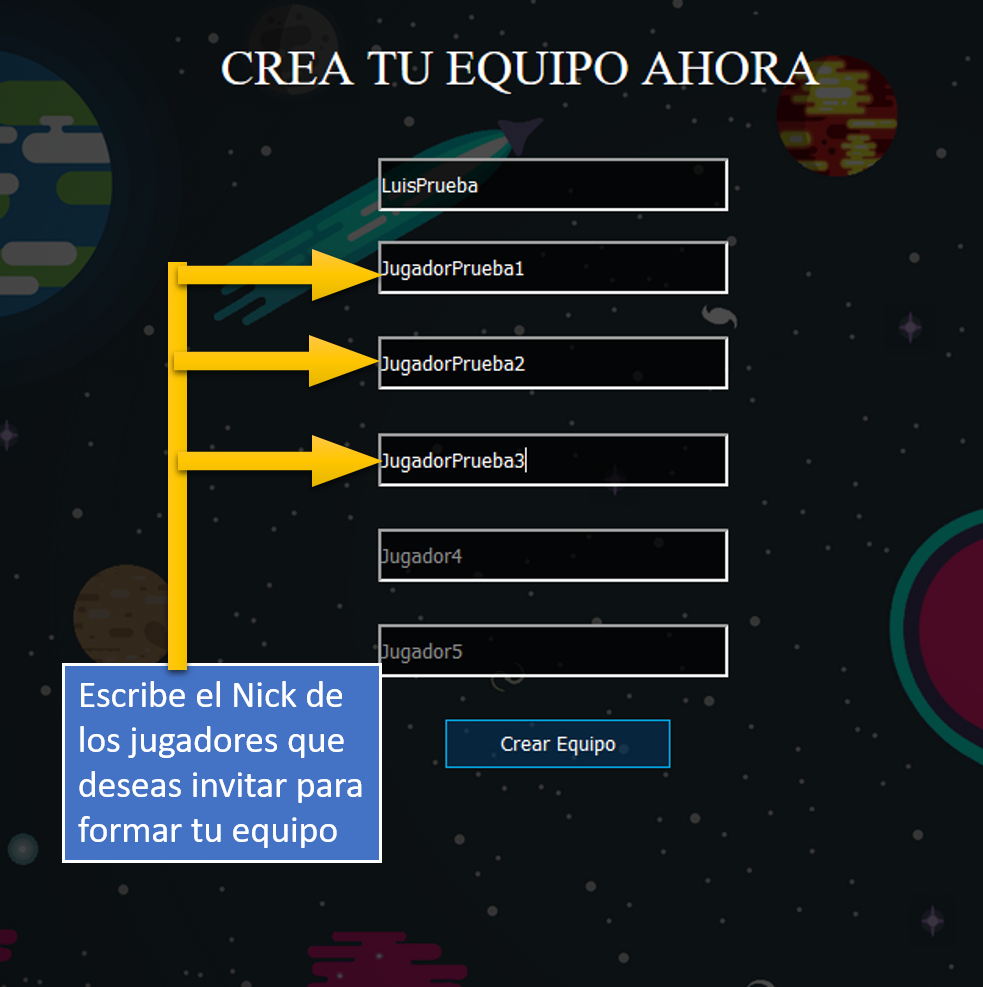 CREA TU EQUIPO AHORA
LuisPrueba
JugadorPrueba1
JugadorPrueba2
JugadorPrueba3
Jugador4
Jugador5
Crear Equipo
Escribe el Nick de
los jugadores que
deseas invitar para
formar tu equipo